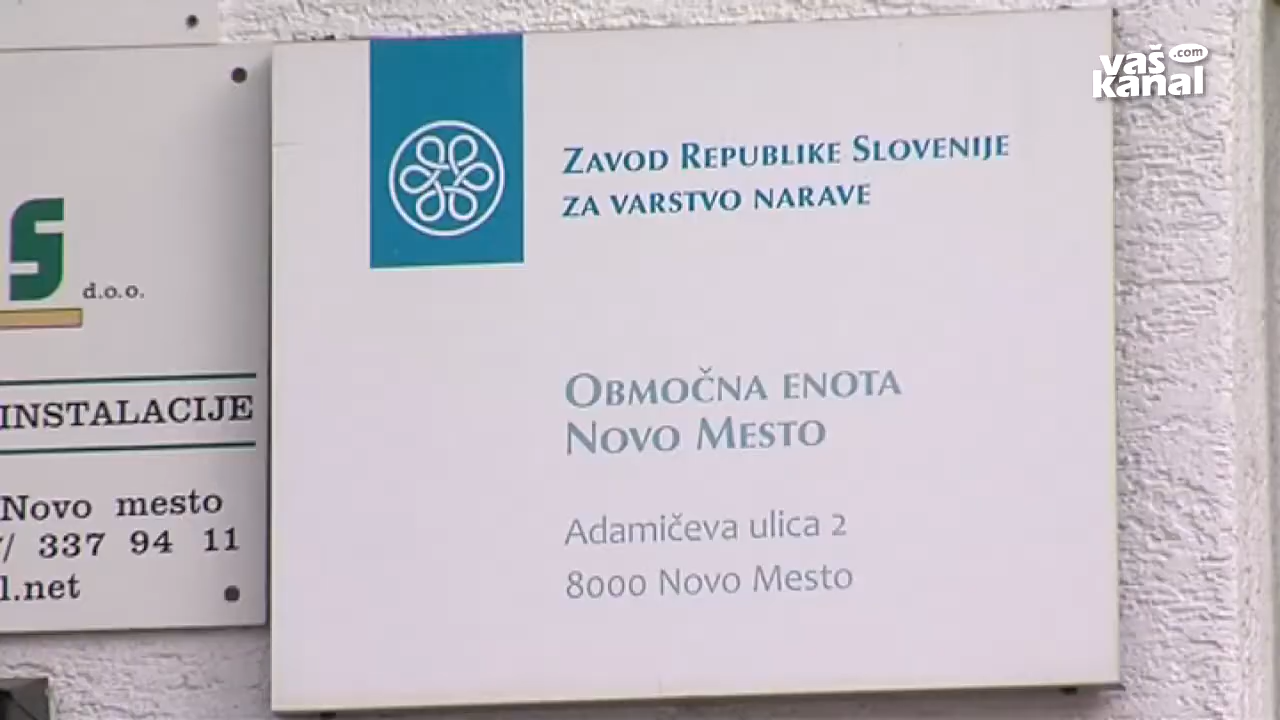 vaš .com
kanal
ZAVOD REPUBLIKE SLOVENIJE
ZA VARSTVO NARAVE
OBMOČNA ENOTA
NOVO MESTO
Adamičeva ulica 2
8000 Novo Mesto
S
d.o.o.
INSTALACIJE
Novo mesto
/ 337 94 11
l.net